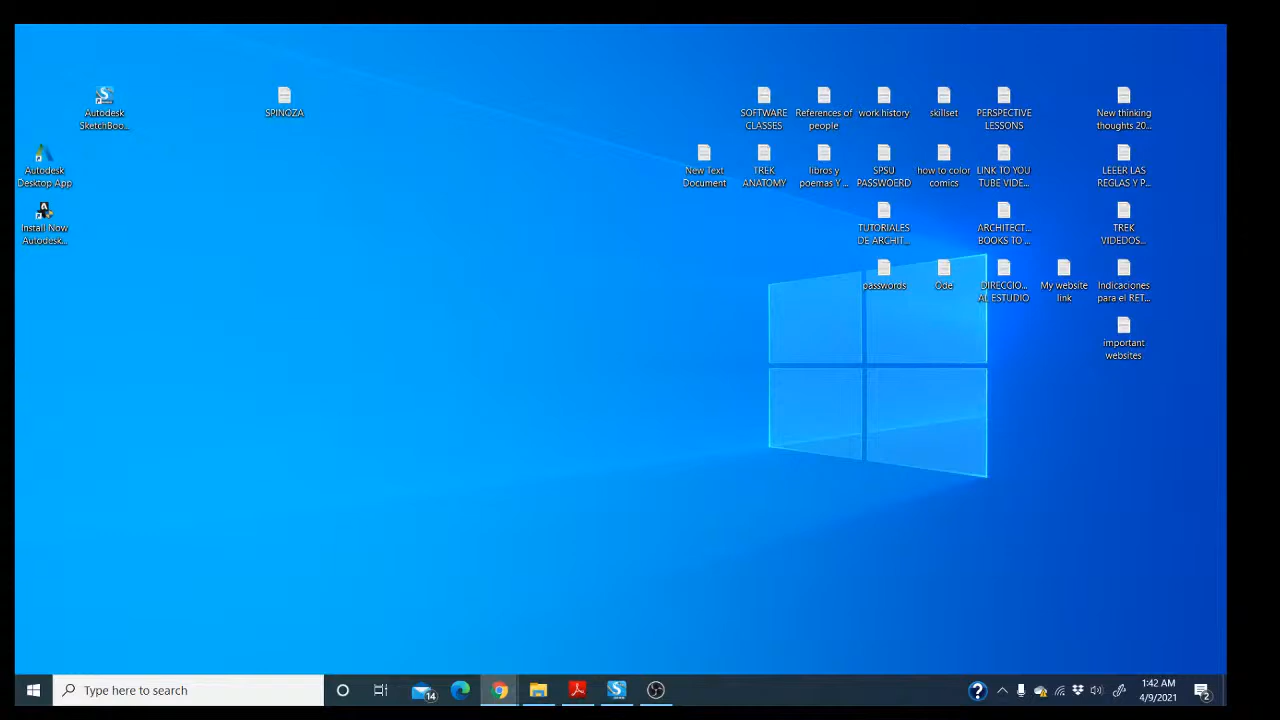 Autodesk
SketchBoo...
SPINOZA
SOFTWARE
CLASSES
References of
people
work history
skillset
PERSPECTIVE
LESSONS
New thinking
thoughts 20...
Autodesk
Desktop App
New Text
Document
TREK
ANATOMY
libros y
poemas Y ...
SPSU
PASSWOERD
how to color
comics
LINK TO YOU
TUBE VIDE...
LEEER LAS
REGLAS Y P...
Install Now
Autodesk...
TUTORIALES
DE ARCHIT...
ARCHITECT...
BOOKS TO ...
TREK
VIDEDOS...
passwords
Ode
DIRECCIO...
AL ESTUDIO
My website
link
Indicaciones
para el RET...
important
websites
Type here to search
14
1:42 AM
4/9/2021
2